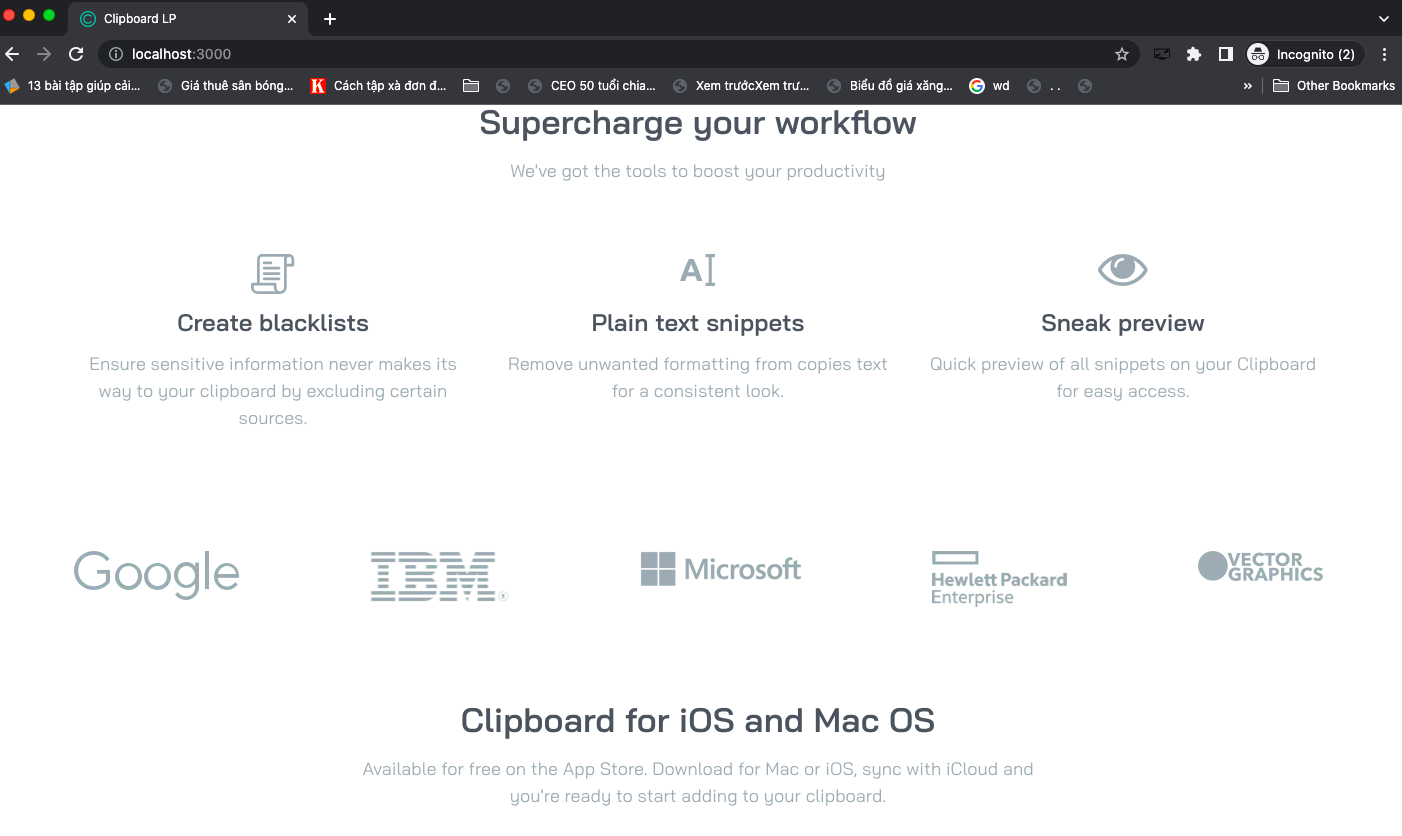 Clipboard LP
localhost:3000
Incognito (2)
13 bài tập giúp cải...
Giá thuê sân bóng...
K
Cách tập xà đơn đ...
CEO 50 tuổi chia...
Xem trướcXem trư...
Biểu đồ giá xăng...
wd
. .
»
Other Bookmarks
Supercharge your workflow
We've got the tools to boost your productivity
A
Create blacklists
Plain text snippets
Sneak preview
Ensure sensitive information never makes its
way to your clipboard by excluding certain
sources.
Remove unwanted formatting from copies text
for a consistent look.
Quick preview of all snippets on your Clipboard
for easy access.
Google
IBM®
Microsoft
Hewlett Packard
Enterprise
VECTOR
GRAPHICS
Clipboard for iOS and Mac OS
Available for free on the App Store. Download for Mac or iOS, sync with iCloud and
you're ready to start adding to your clipboard.